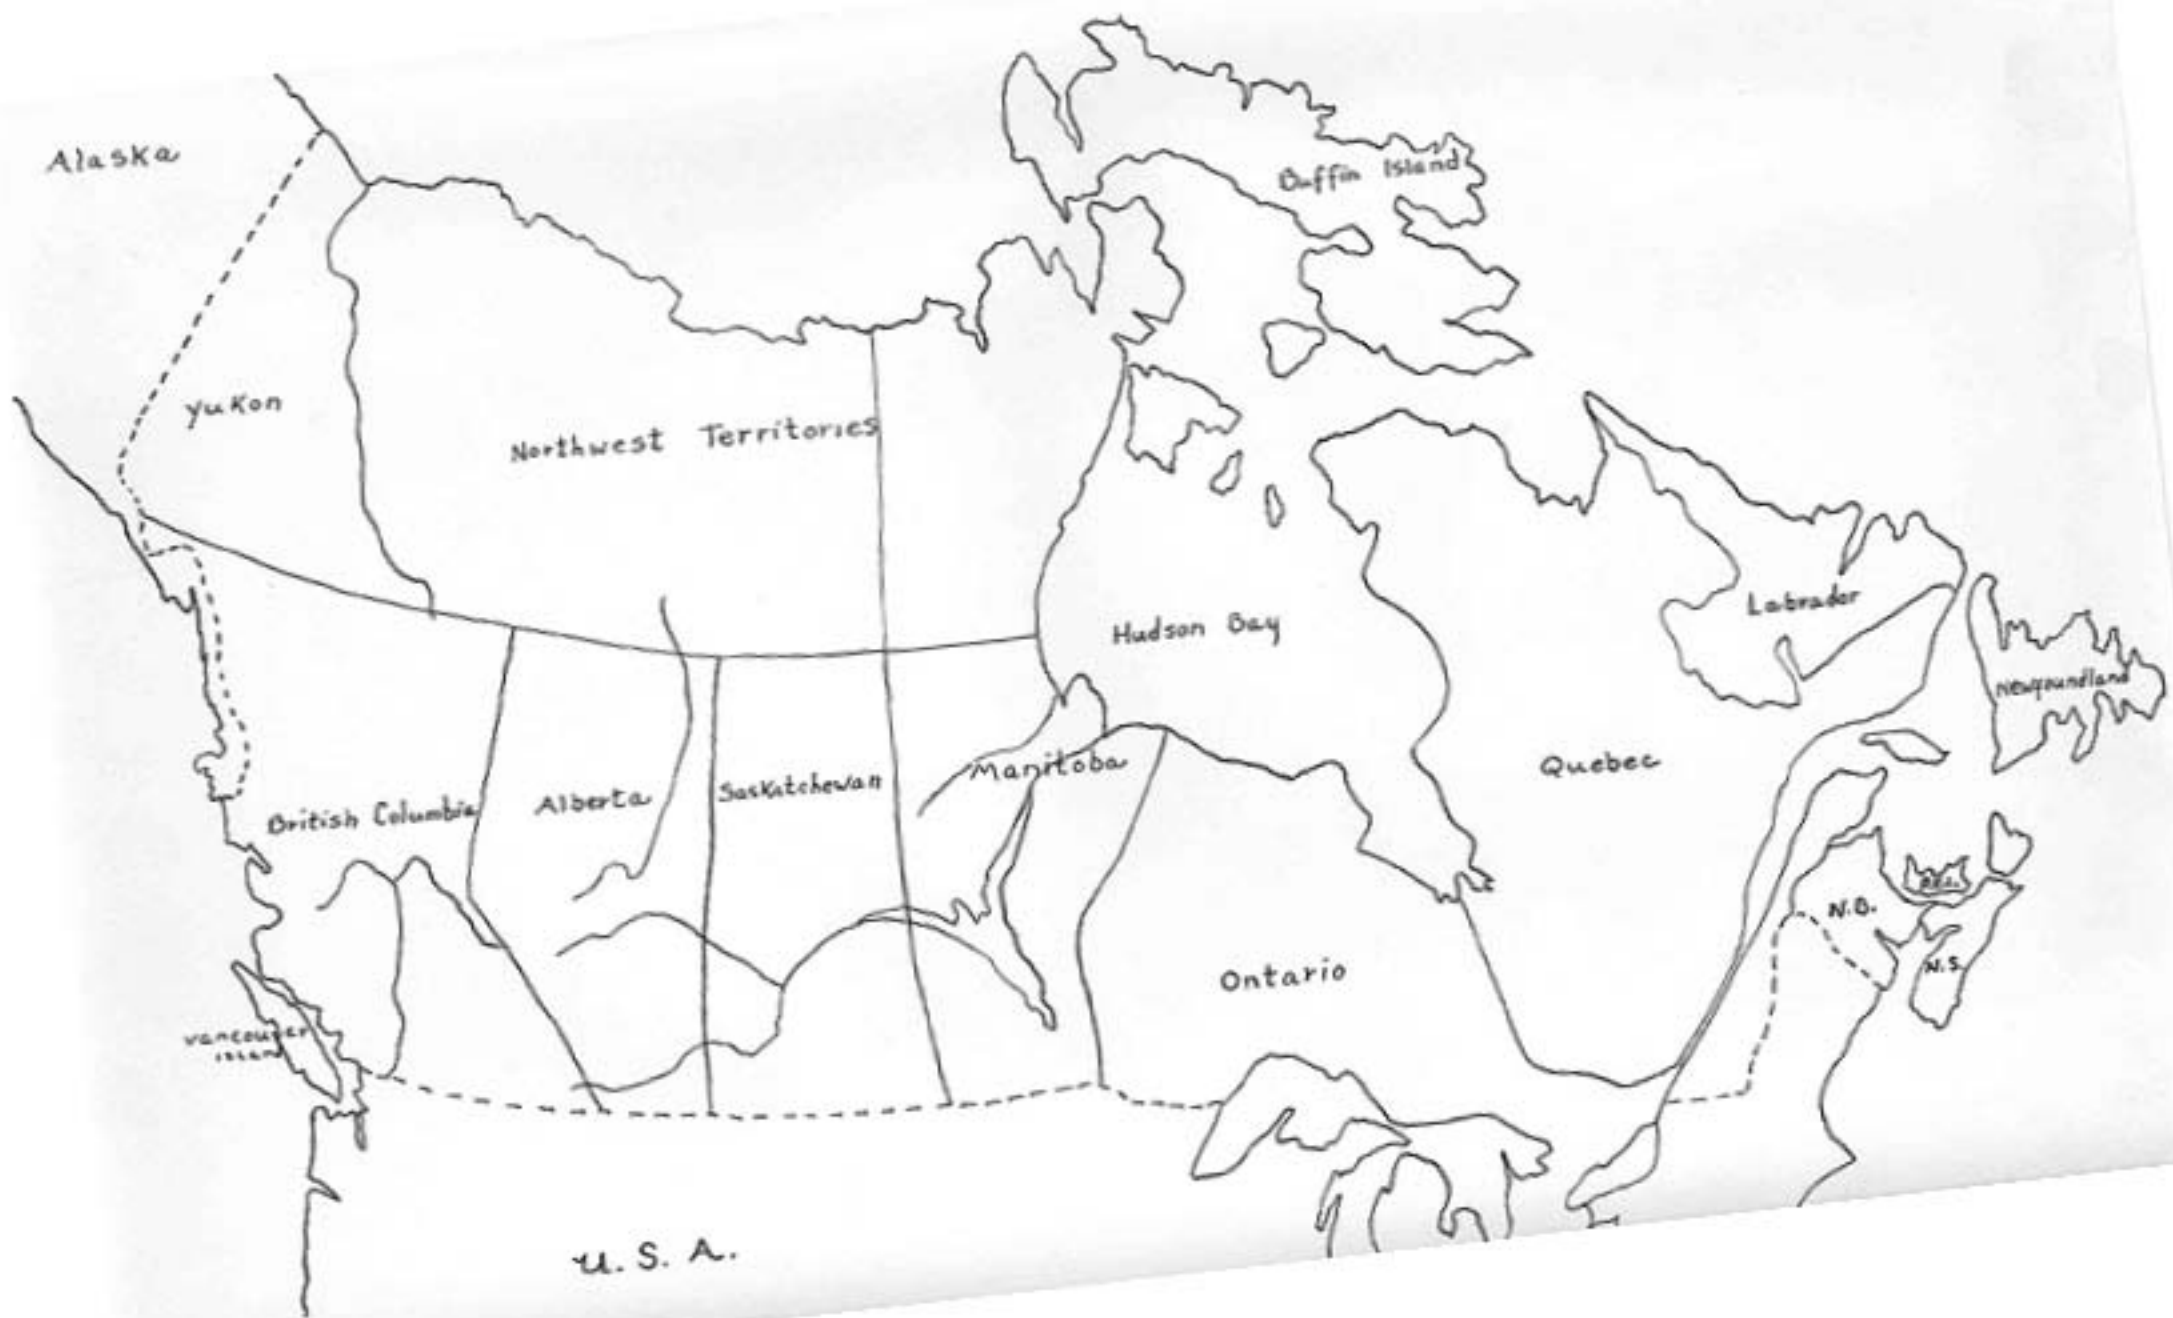 Alaska
Baffin Island
Yukon
Northwest Territories
Labrador
Hudson Bay
Newfoundland
Quebec
Manitoba
Saskatchewan
Alberta
British Columbia
P.E.I.
N.B.
N.S.
Ontario
Vancouver
Island
U.S.A.